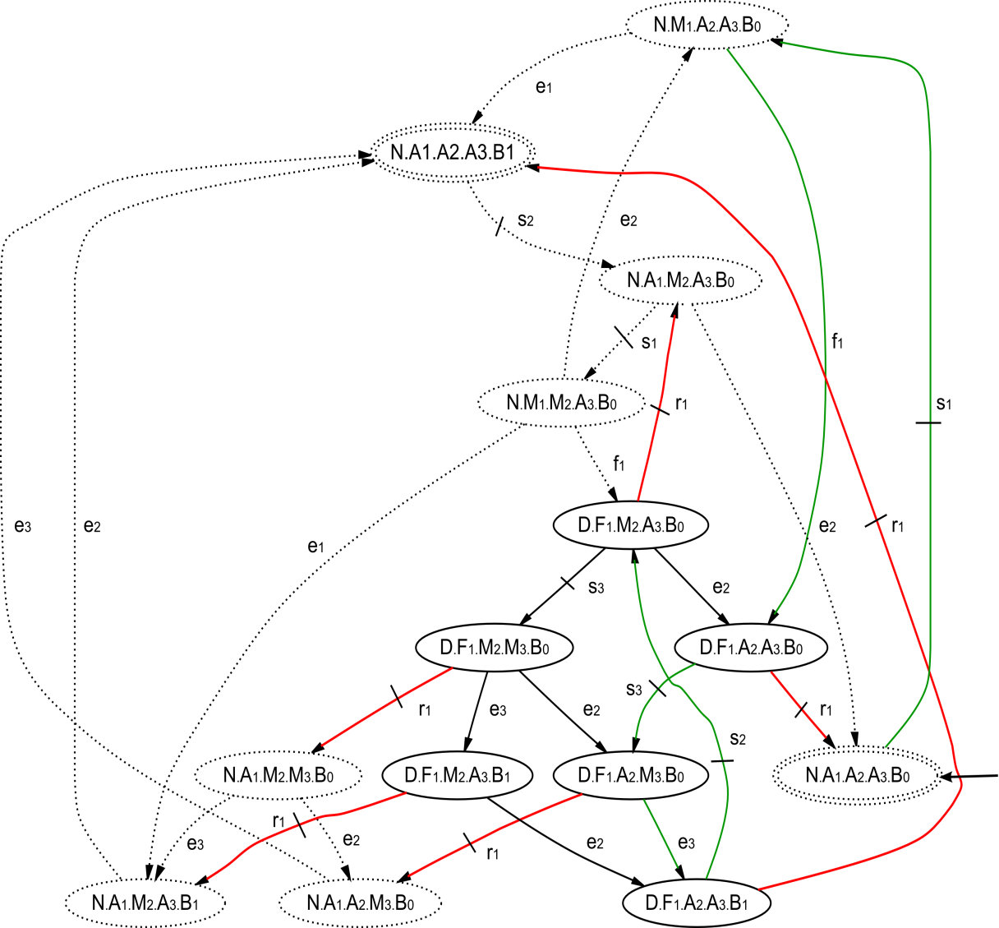 N.M1.A2.A3.B0
e1
N.A1.A2.A3.B1
s2
e2
N.A1.M2.A3.B0
s1
f1
N.M1.M2.A3.B0
r1
s1
f1
e3
e2
e1
D.F1.M2.A3.B0
e2
r1
s3
e2
D.F1.M2.M3.B0
D.F1.A2.A3.B0
s3
r1
e3
e2
r1
s2
N.A1.M2.M3.B0
D.F1.M2.A3.B1
D.F1.A2.M3.B0
N.A1.A2.A3.B0
r1
e3
e2
r1
e2
e3
N.A1.M2.A3.B1
N.A1.A2.M3.B0
D.F1.A2.A3.B1